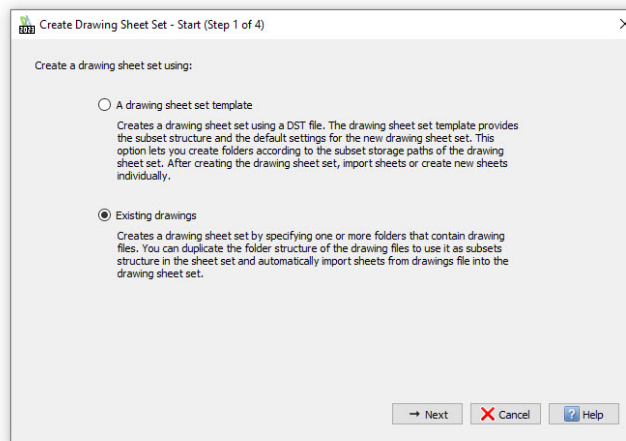 2023 Create Drawing Sheet Set - Start (Step 1 of 4)
Create a drawing sheet set using:
A drawing sheet set template
Creates a drawing sheet set using a DST file. The drawing sheet set template provides
the subset structure and the default settings for the new drawing sheet set. This
option lets you create folders according to the subset storage paths of the drawing
sheet set. After creating the drawing sheet set, import sheets or create new sheets
individually.
Existing drawings
Creates a drawing sheet set by specifying one or more folders that contain drawing
files. You can duplicate the folder structure of the drawing files to use it as subsets
structure in the sheet set and automatically import sheets from drawings file into the
drawing sheet set.
→ Next Cancel ? Help